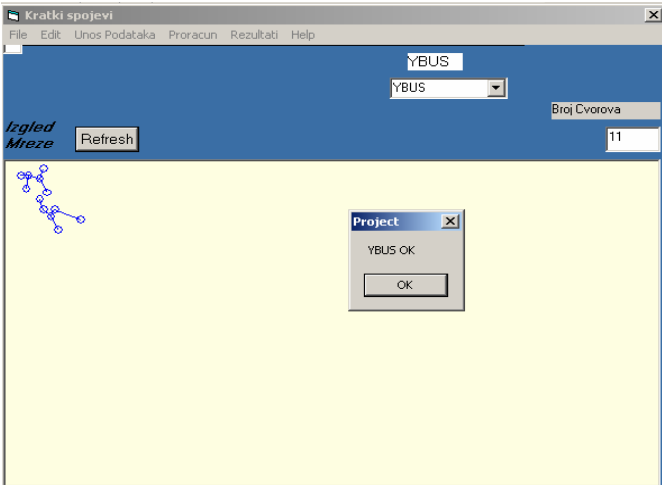 Kratki spojevi
File Edit Unos Podataka Proracun Rezultati Help
YBUS
YBUS
Broj Cvorova
Izgled
Mreze
Refresh
11
Project
YBUS OK
OK